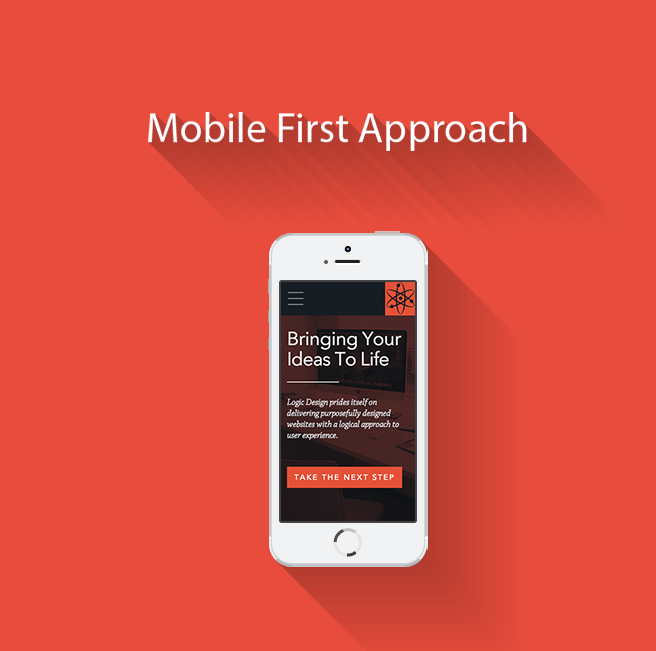 Mobile First Approach
Bringing Your
Ideas To Life
Logic Design prides itself on
delivering purposefully designed
websites with a logical approach to
user experience.
TAKE THE NEXT STEP